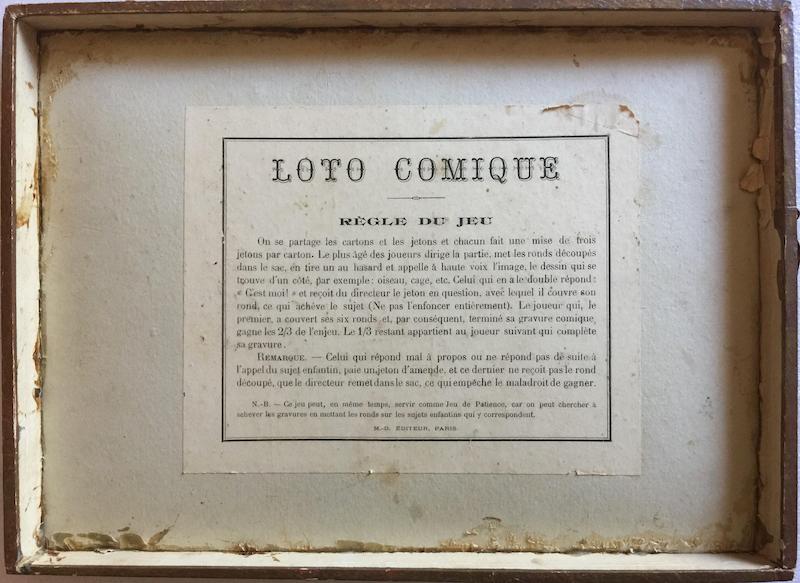 LOTO COMIQUE
RÈGLE DU JEU
On se partage les cartons et les jetons et chacun fait une mise de trois
jetons par carton. Le plus âgé des joueurs dirige la partie, met les ronds découpés
dans le sac, en tire un au hasard et appelle à haute voix l'image, le dessin qui se
trouve d'un côté, par exemple : oiseau, cage, etc. Celui qui en a le double répond :
« C'est moi ! » et reçoit du directeur le jeton en question, avec lequel il couvre son
rond, ce qui achève le sujet (Ne pas l'enfoncer entièrement). Le joueur qui, le
premier, a couvert ses six ronds et, par conséquent, terminé sa gravure comique,
gagne les 2/3 de l'enjeu. Le 1/3 restant appartient au joueur suivant qui complète
sa gravure.
REMARQUE. — Celui qui répond mal à propos ou ne répond pas de suite à
l'appel du sujet enfantin, paie un jeton d'amende, et ce dernier ne reçoit pas le rond
découpé, que le directeur remet dans le sac, ce qui empêche le maladroit de gagner.
N.-B. — Ce jeu peut, en même temps, servir comme Jeu de Patience, car on peut chercher à
achever les gravures en mettant les ronds sur les sujets enfantins qui y correspondent.
M.-D. ÉDITEUR, PARIS